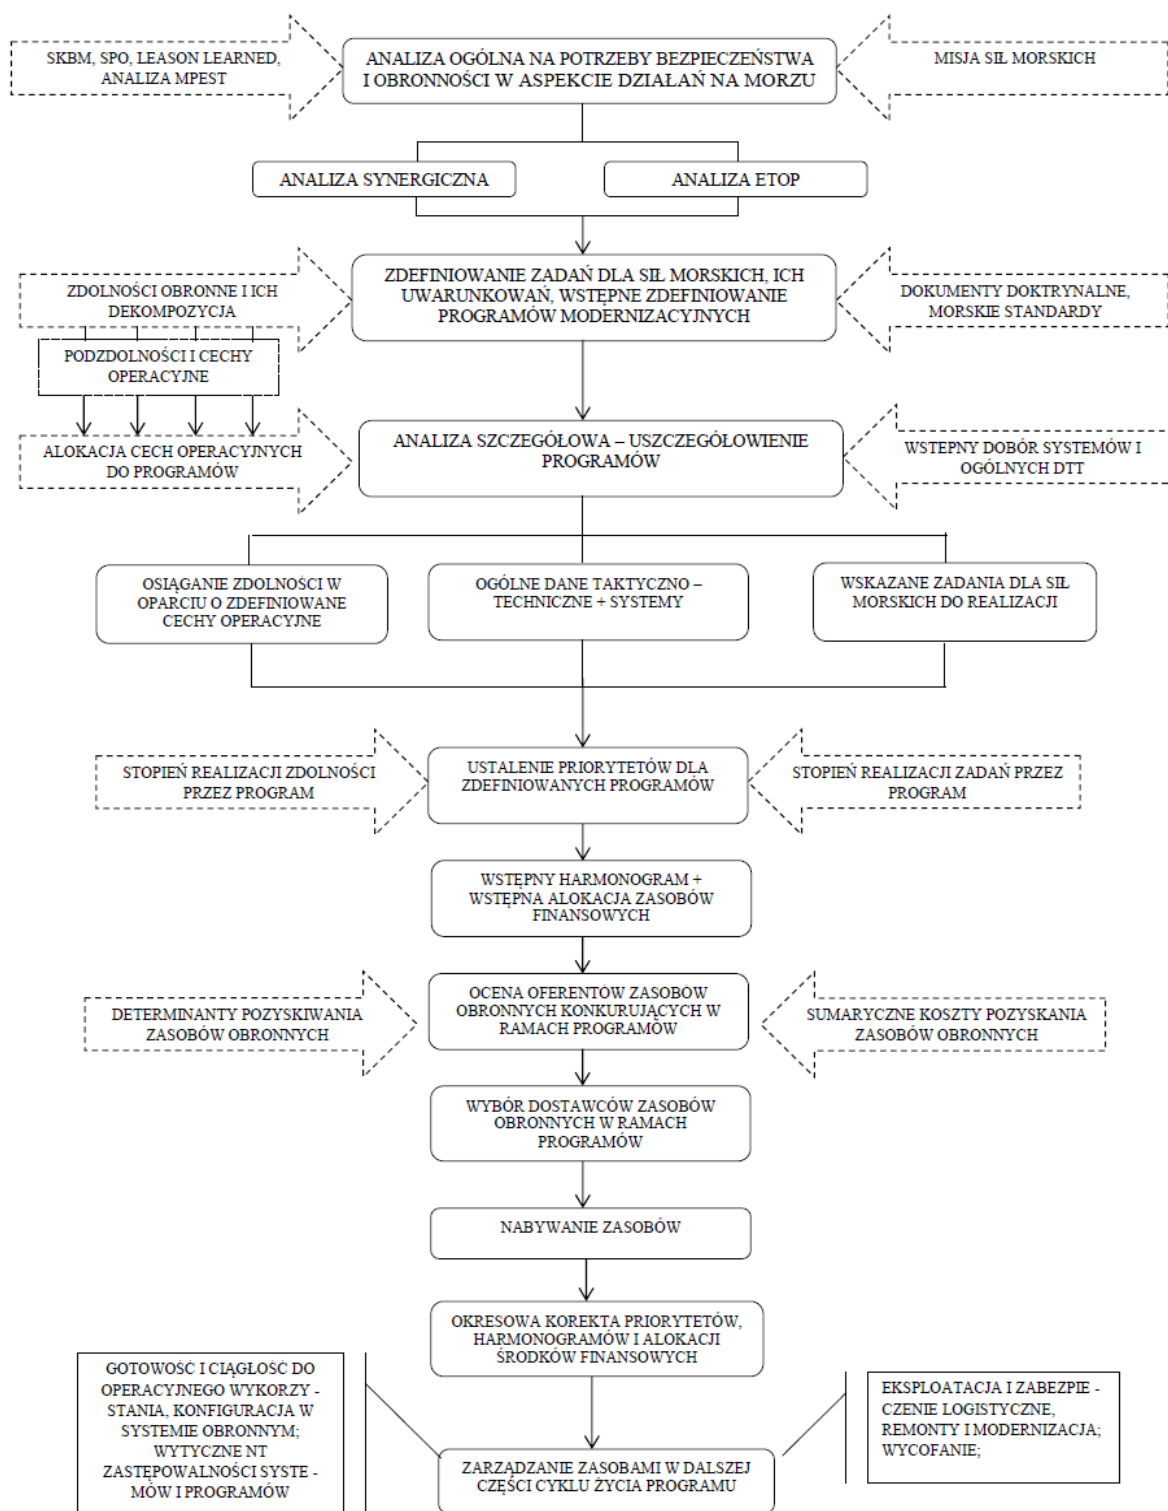 SKBM, SPO, LEASON LEARNED,
ANALIZA MPEST
ANALIZA OGÓLNA NA POTRZEBY BEZPIECZEŃSTWA
I OBRONNOŚCI W ASPEKCIE DZIAŁAŃ NA MORZU
MISJA SIŁ MORSKICH
ANALIZA SYNERGICZNA
ANALIZA ETOP
ZDOLNOŚCI OBRONNE I ICH
DEKOMPOZYCJA
ZDEFINIOWANIE ZADAŃ DLA SIŁ MORSKICH, ICH
UWARUNKOWAŃ, WSTĘPNE ZDEFINIOWANIE
PROGRAMÓW MODERNIZACYJNYCH
DOKUMENTY DOKTRYNALNE,
MORSKIE STANDARDY
PODZDOLNOŚCI I CECHY
OPERACYJNE
ALOKACJA CECH OPERACYJNYCH
DO PROGRAMÓW
ANALIZA SZCZEGÓŁOWA – USZCZEGÓŁOWIENIE
PROGRAMÓW
WSTEPNY DOBÓR SYSTEMÓW I
OGÓLNYCH DTT
OSIĄGANIE ZDOLNOŚCI W
OPARCIU O ZDEFINIOWANE
CECHY OPERACYJNE
OGÓLNE DANE TAKTYCZNO –
TECHNICZNE + SYSTEMY
WSKAZANE ZADANIA DLA SIŁ
MORSKICH DO REALIZACJI
STOPIEŃ REALIZACJI ZDOLNOŚCI
PRZEZ PROGRAM
USTALENIE PRIORYTETÓW DLA
ZDEFINIOWANYCH PROGRAMÓW
STOPIEŃ REALIZACJI ZADAŃ PRZEZ
PROGRAM
WSTĘPNY HARMONOGRAM +
WSTĘPNA ALOKACJA ZASOBÓW
FINANSOWYCH
DETERMINANTY POZYSKIWANIA
ZASOBÓW OBRONNYCH
OCENA OFERENTÓW ZASOBÓW
OBRONNYCH KONKURUJĄCYCH W
RAMACH PROGRAMÓW
SUMARYCZNE KOSZTY POZYSKANIA
ZASOBÓW OBRONNYCH
WYBÓR DOSTAWCÓW ZASOBÓW
OBRONNYCH W RAMACH
PROGRAMÓW
NABYWANIE ZASOBÓW
OKRESOWA KOREKTA PRIORYTETÓW,
HARMONOGRAMÓW I ALOKACJI
ŚRODKÓW FINANSOWYCH
GOTOWOŚĆ I CIĄGŁOŚĆ DO
OPERACYJNEGO WYKORZY -
STANIA, KONFIGURACJA W
SYSTEMIE OBRONNYM;
WYTYCZNE NT
ZASTĘPOWALNOŚCI SYSTE -
MÓW I PROGRAMÓW
EKSPLOATACJA I ZABEZPIE -
CZENIE LOGISTYCZNE,
REMONTY I MODERNIZACJA;
WYCOFANIE;
ZARZĄDZANIE ZASOBAMI W DALSZEJ
CZĘŚCI CYKLU ŻYCIA PROGRAMU